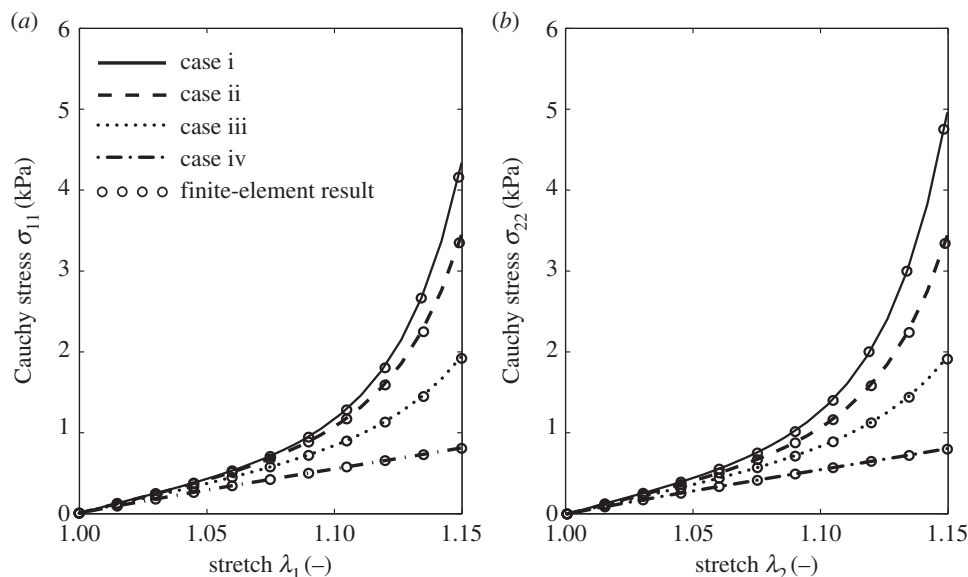 (a)
6
5
4
3
2
1
0
Cauchy stress σ11 (kPa)
case i
case ii
case iii
case iv
finite-element result
1.00
1.05
1.10
1.15
stretch λ1 (–)
(b)
6
5
4
3
2
1
0
Cauchy stress σ22 (kPa)
1.00
1.05
1.10
1.15
stretch λ2 (–)